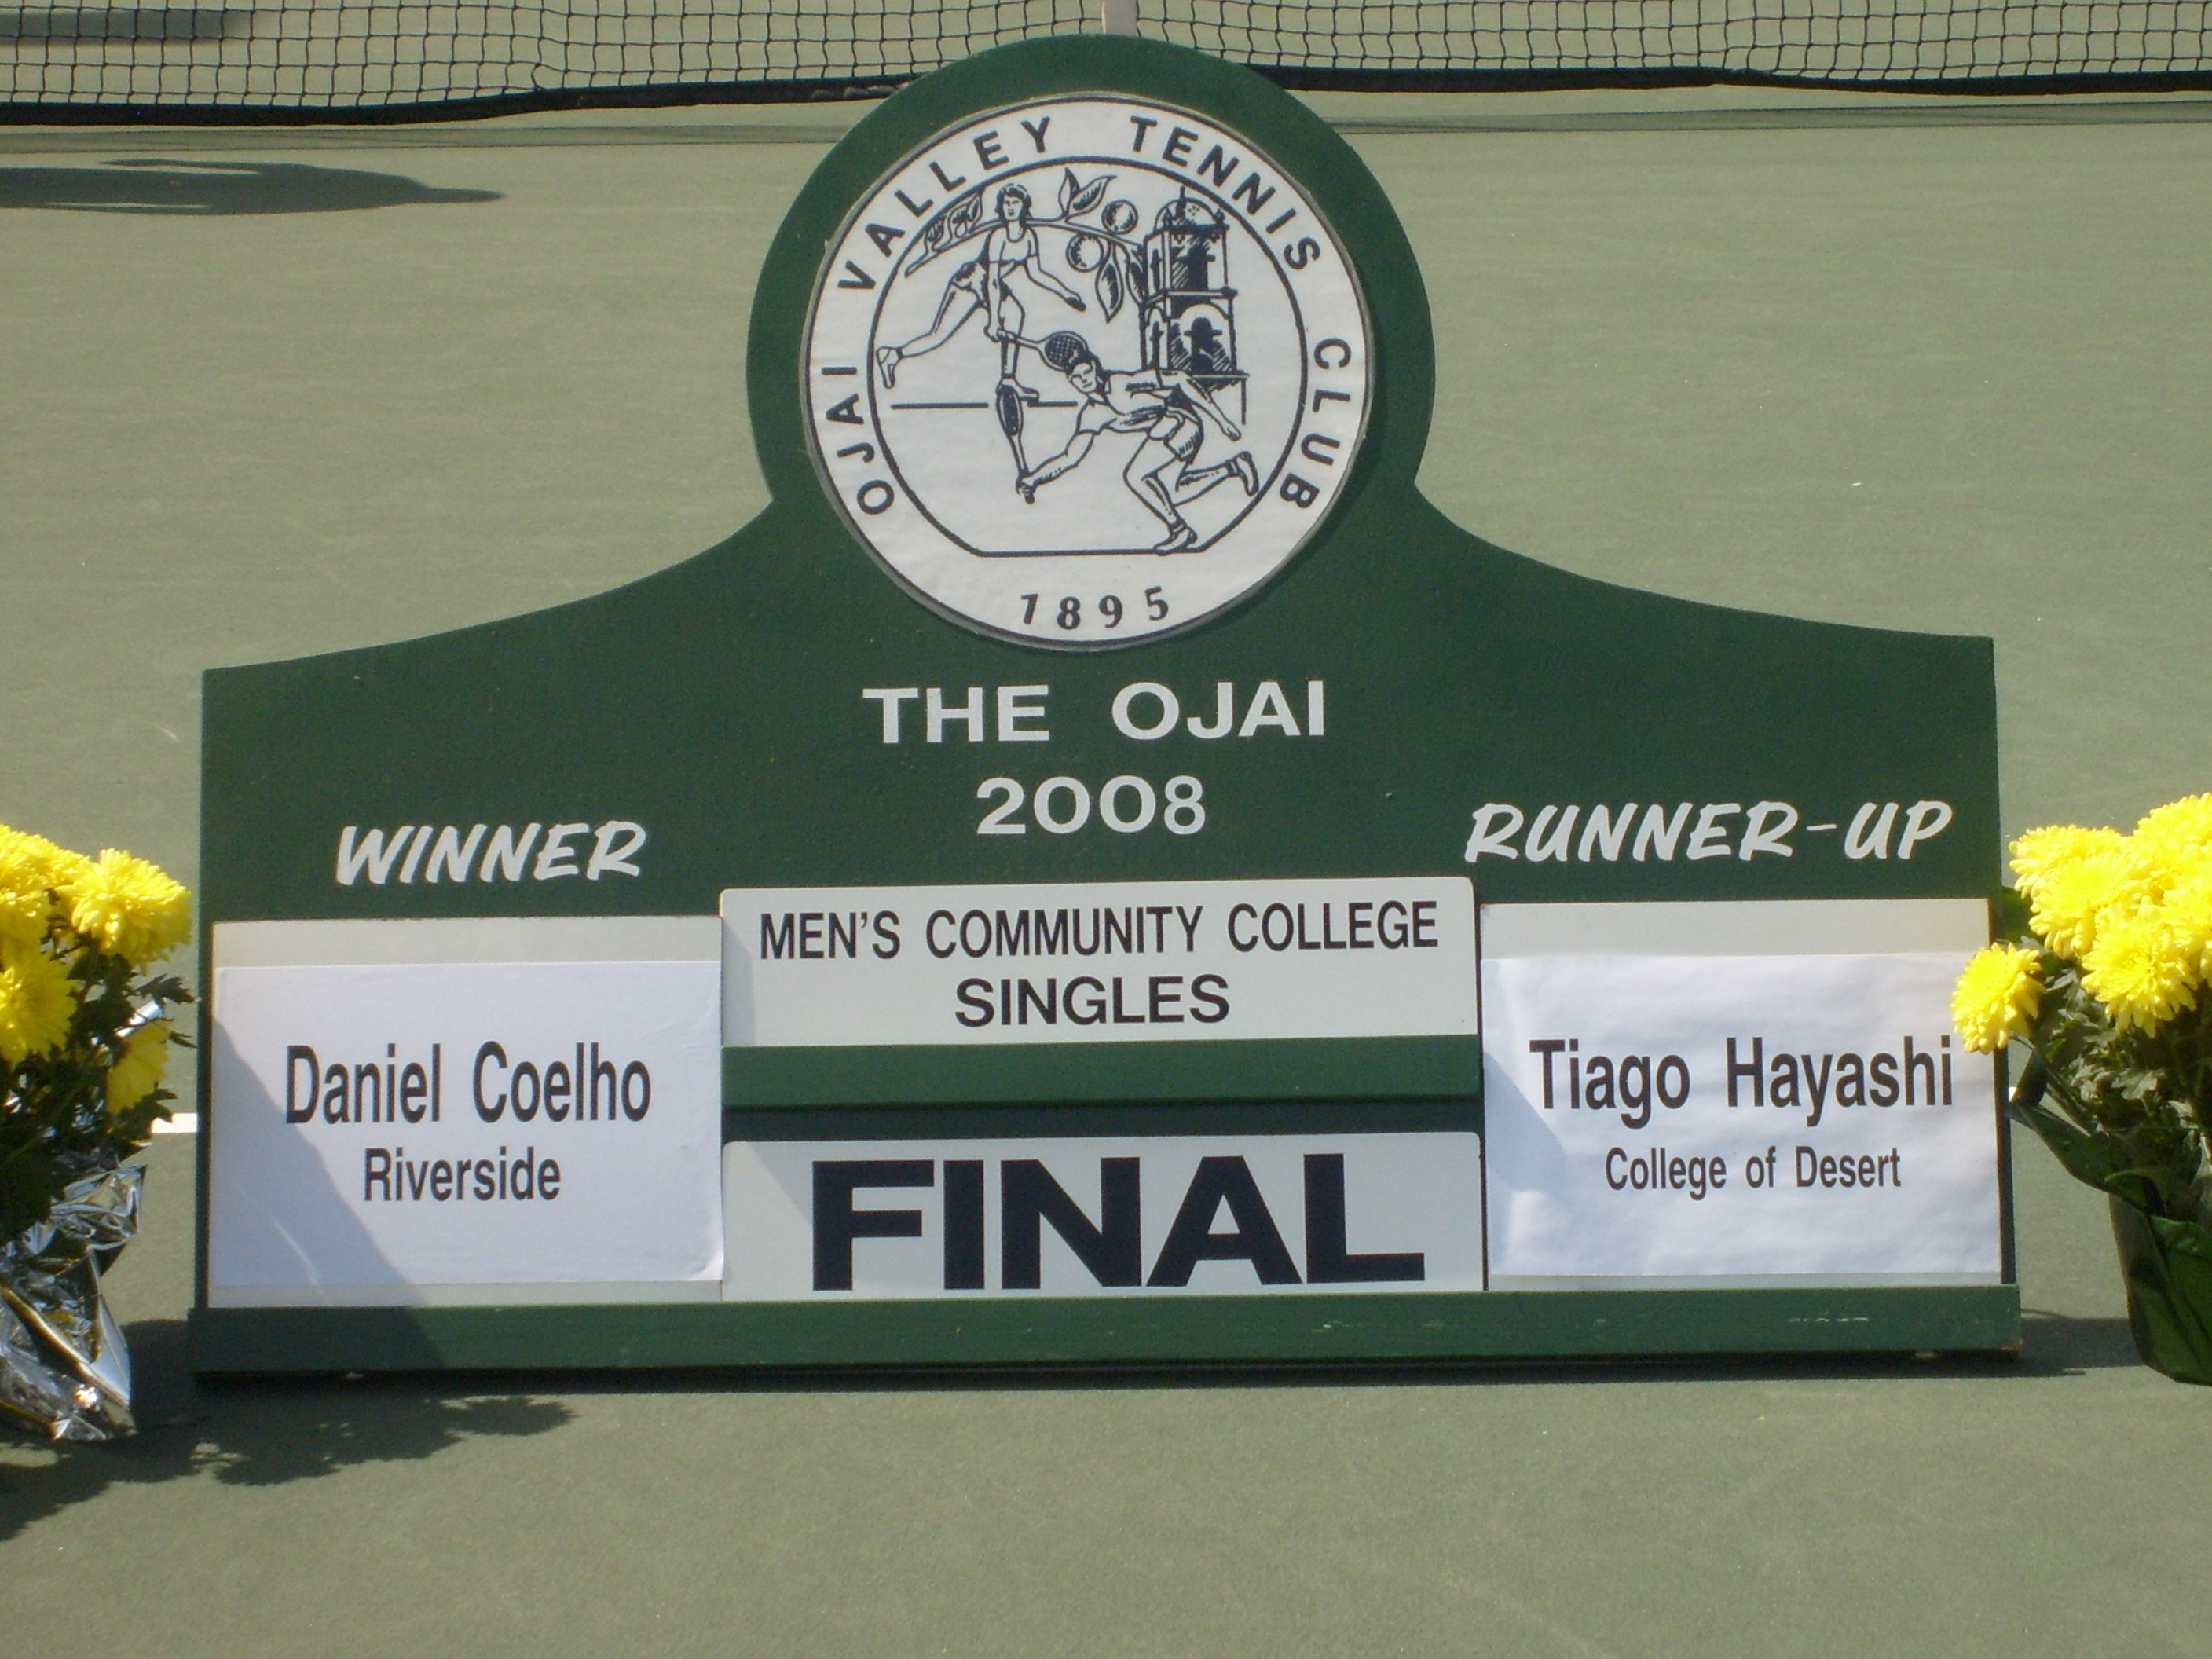 OJAI VALLEY TENNIS CLUB
1895
THE OJAI
2008
WINNER
RUNNER-UP
MEN'S COMMUNITY COLLEGE
SINGLES
Daniel Coelho
Riverside
Tiago Hayashi
College of Desert
FINAL